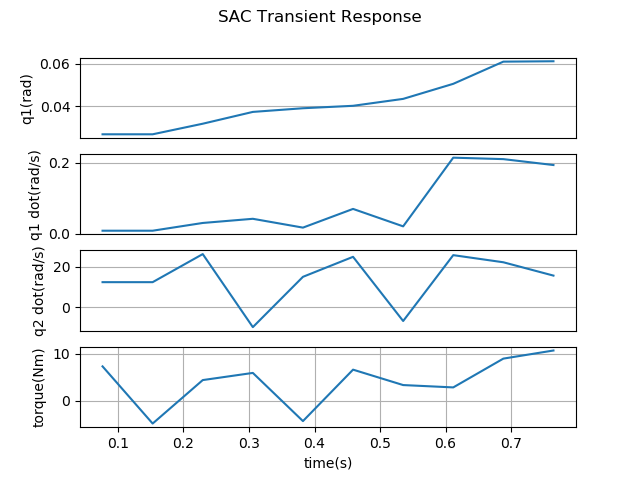 SAC Transient Response
q1(rad)
0.06
0.04
q1 dot(rad/s)
0.2
0.0
q2 dot(rad/s)
20
0
torque(Nm)
10
0
0.1 0.2 0.3 0.4 0.5 0.6 0.7
time(s)